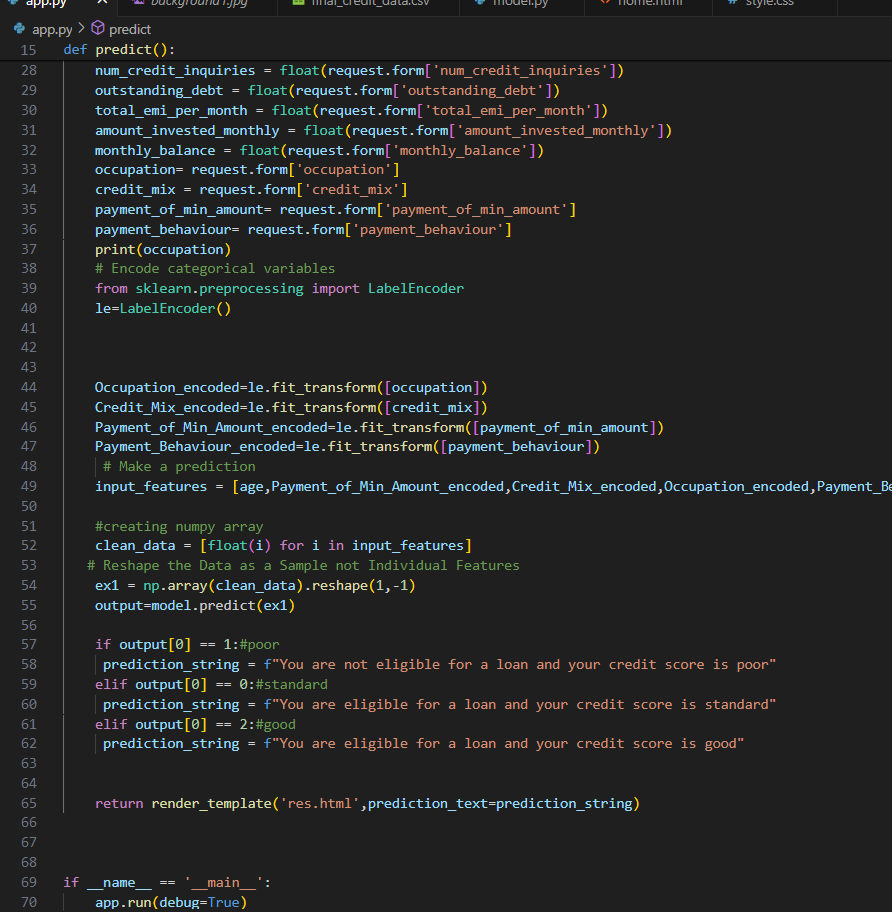 app.py background1.jpg final_credit_data.csv model.py home.html style.css
app.py > predict
15 def predict():
28 num_credit_inquiries = float(request.form['num_credit_inquiries'])
29 outstanding_debt = float(request.form['outstanding_debt'])
30 total_emi_per_month = float(request.form['total_emi_per_month'])
31 amount_invested_monthly = float(request.form['amount_invested_monthly'])
32 monthly_balance = float(request.form['monthly_balance'])
33 occupation= request.form['occupation']
34 credit_mix = request.form['credit_mix']
35 payment_of_min_amount= request.form['payment_of_min_amount']
36 payment_behaviour= request.form['payment_behaviour']
37 print(occupation)
38 # Encode categorical variables
39 from sklearn.preprocessing import LabelEncoder
40 le=LabelEncoder()
41
42
43
44 Occupation_encoded=le.fit_transform([occupation])
45 Credit_Mix_encoded=le.fit_transform([credit_mix])
46 Payment_of_Min_Amount_encoded=le.fit_transform([payment_of_min_amount])
47 Payment_Behaviour_encoded=le.fit_transform([payment_behaviour])
48 # Make a prediction
49 input_features = [age,Payment_of_Min_Amount_encoded,Credit_Mix_encoded,Occupation_encoded,Payment_Be
50
51 #creating numpy array
52 clean_data = [float(i) for i in input_features]
53 # Reshape the Data as a Sample not Individual Features
54 ex1 = np.array(clean_data).reshape(1,-1)
55 output=model.predict(ex1)
56
57 if output[0] == 1:#poor
58 prediction_string = f"You are not eligible for a loan and your credit score is poor"
59 elif output[0] == 0:#standard
60 prediction_string = f"You are eligible for a loan and your credit score is standard"
61 elif output[0] == 2:#good
62 prediction_string = f"You are eligible for a loan and your credit score is good"
63
64
65 return render_template('res.html',prediction_text=prediction_string)
66
67
68
69 if __name__ == '__main__':
70 app.run(debug=True)